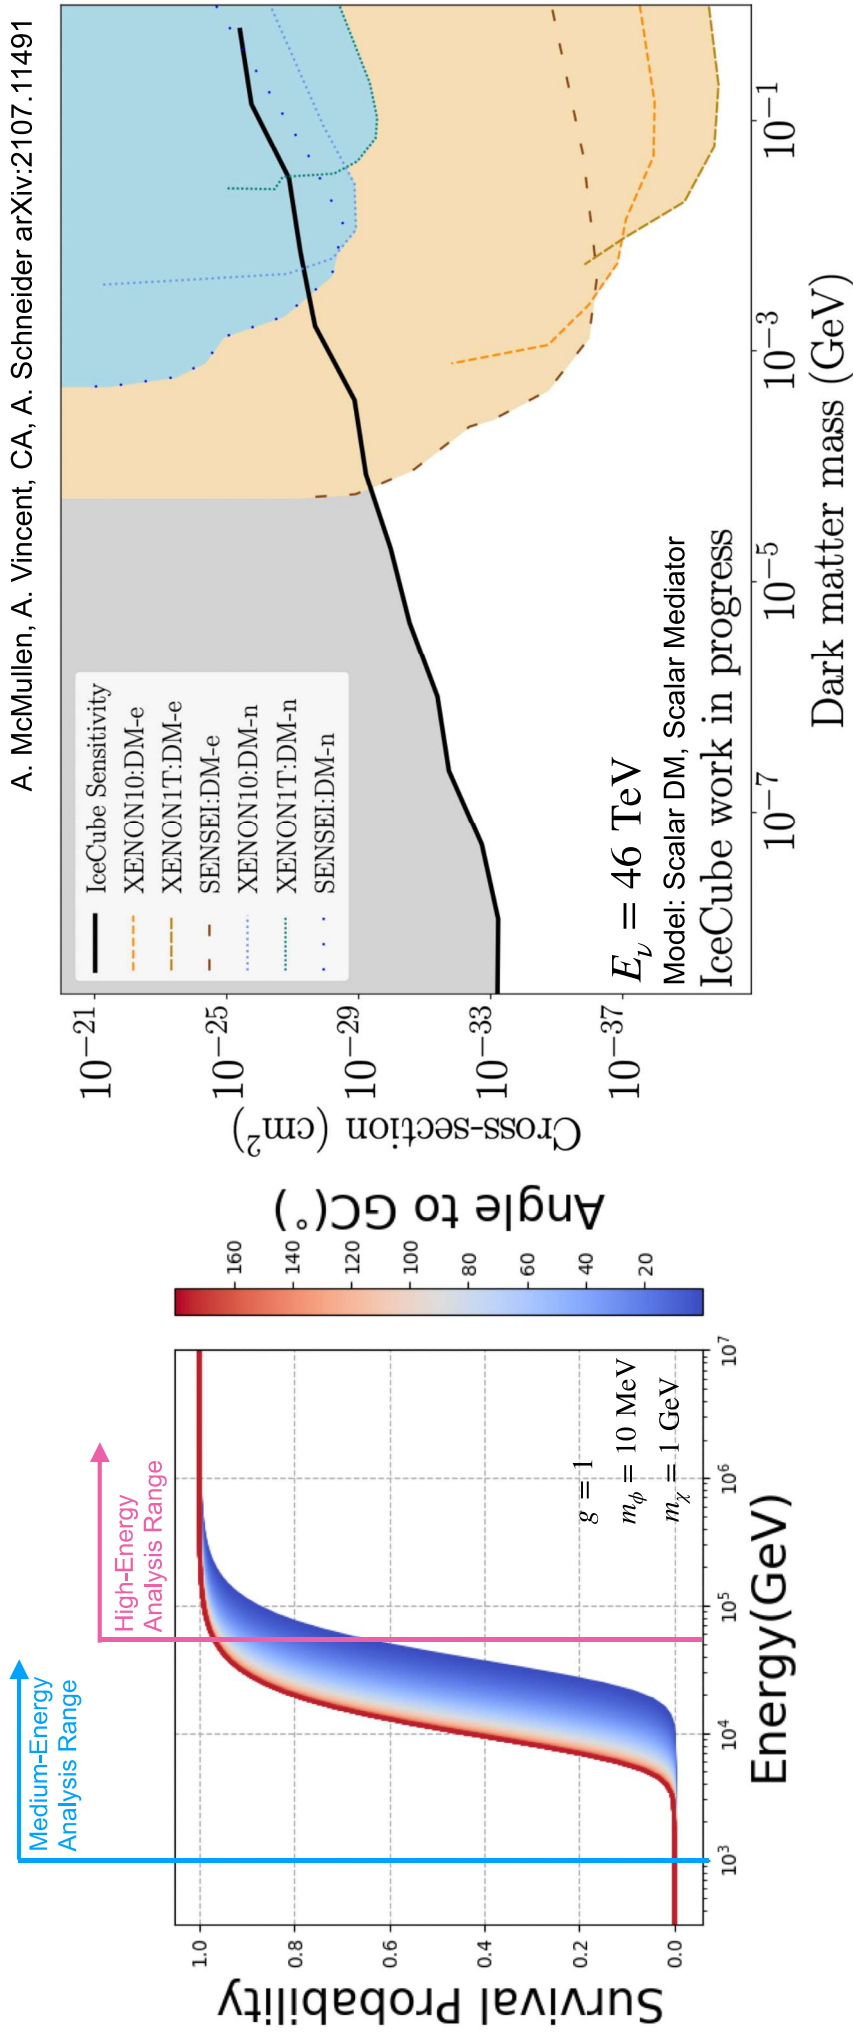 A. McMullen, A. Vincent, CA, A. Schneider arXiv:2107.11491
Medium-Energy
Analysis Range
High-Energy
Analysis Range
Survival Probability
1.0
0.8
0.6
0.4
0.2
0.0
10³
10⁴
10⁵
10⁶
10⁷
Energy(GeV)
g = 1
m_ϕ = 10 MeV
m_χ = 1 GeV
160
140
120
100
80
60
40
20
Angle to GC(°)
Cross-section (cm²)
10⁻²¹
10⁻²⁵
10⁻²⁹
10⁻³³
10⁻³⁷
IceCube Sensitivity
XENON10:DM-e
XENON1T:DM-e
SENSEI:DM-e
XENON10:DM-n
XENON1T:DM-n
SENSEI:DM-n
E_ν = 46 TeV
Model: Scalar DM, Scalar Mediator
IceCube work in progress
10⁻⁷
10⁻⁵
10⁻³
10⁻¹
Dark matter mass (GeV)